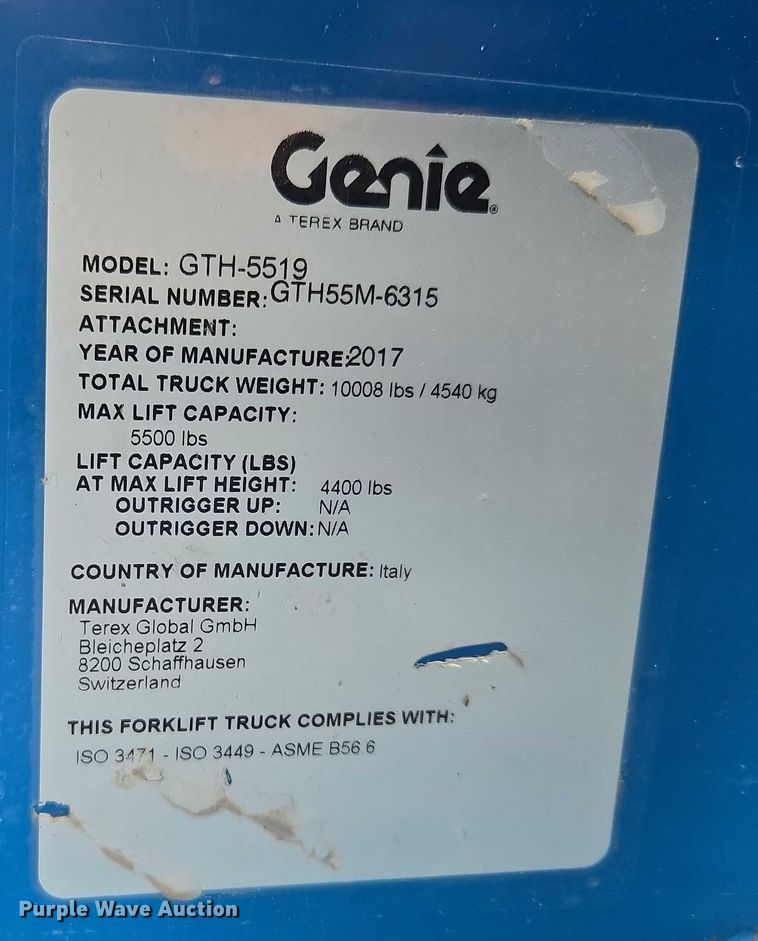 Genie®
A TEREX BRAND
MODEL: GTH-5519
SERIAL NUMBER: GTH55M-6315
ATTACHMENT:
YEAR OF MANUFACTURE: 2017
TOTAL TRUCK WEIGHT: 10008 lbs / 4540 kg
MAX LIFT CAPACITY:
5500 lbs
LIFT CAPACITY (LBS)
AT MAX LIFT HEIGHT: 4400 lbs
OUTRIGGER UP: N/A
OUTRIGGER DOWN: N/A
COUNTRY OF MANUFACTURE: Italy
MANUFACTURER:
Terex Global GmbH
Bleicheplatz 2
8200 Schaffhausen
Switzerland
THIS FORKLIFT TRUCK COMPLIES WITH:
ISO 3471 - ISO 3449 - ASME B56 6
Purple Wave Auction